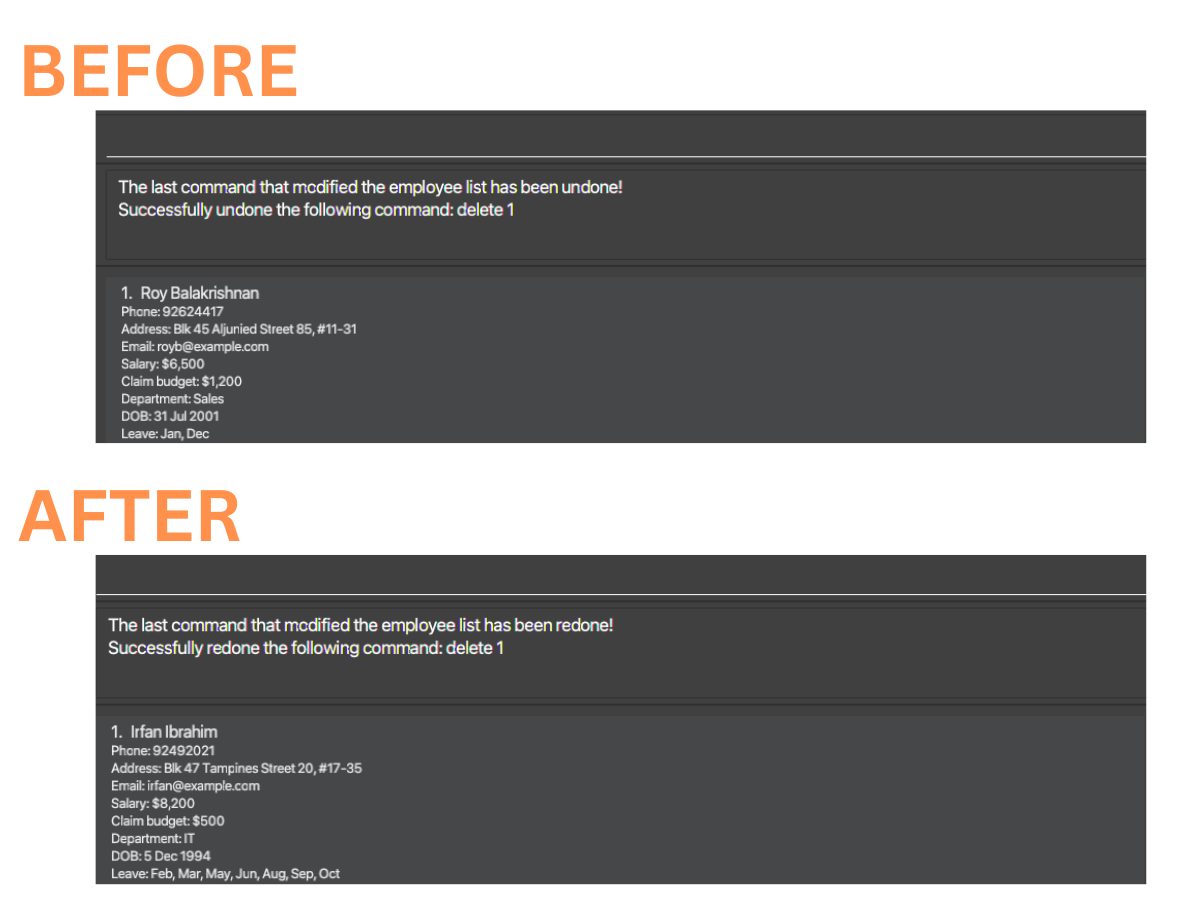 BEFORE
The last command that modified the employee list has been undone!
Successfully undone the following command: delete 1
1. Roy Balakrishnan
Phone: 92624417
Address: Blk 45 Aljunied Street 85, #11-31
Email: royb@example.com
Salary: $6,500
Claim budget: $1,200
Department: Sales
DOB: 31 Jul 2001
Leave: Jan, Dec
AFTER
The last command that modified the employee list has been redone!
Successfully redone the following command: delete 1
1. Irfan Ibrahim
Phone: 92492021
Address: Blk 47 Tampines Street 20, #17-35
Email: irfan@example.com
Salary: $8,200
Claim budget: $500
Department: IT
DOB: 5 Dec 1994
Leave: Feb, Mar, May, Jun, Aug, Sep, Oct